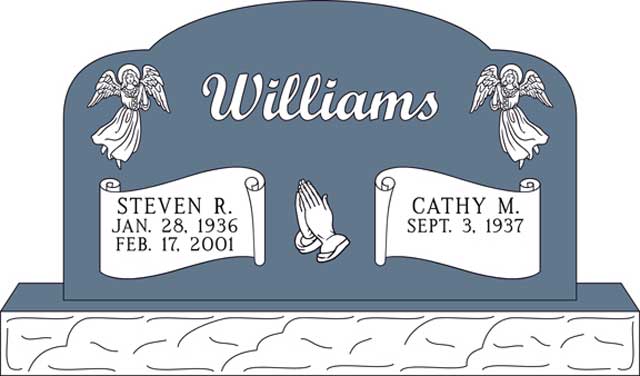 Williams
STEVEN R.
JAN. 28, 1936
FEB. 17, 2001
CATHY M.
SEPT. 3, 1937